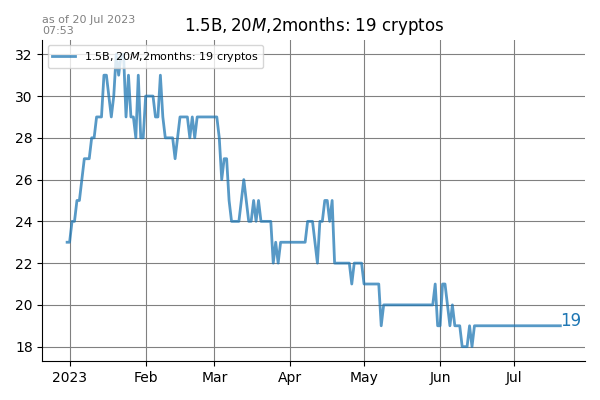 as of 20 Jul 2023
07:53
1.5B, 20M,2months: 19 cryptos
1.5B, 20M,2months: 19 cryptos
32
30
28
26
24
22
20
18
19
2023 Feb Mar Apr May Jun Jul